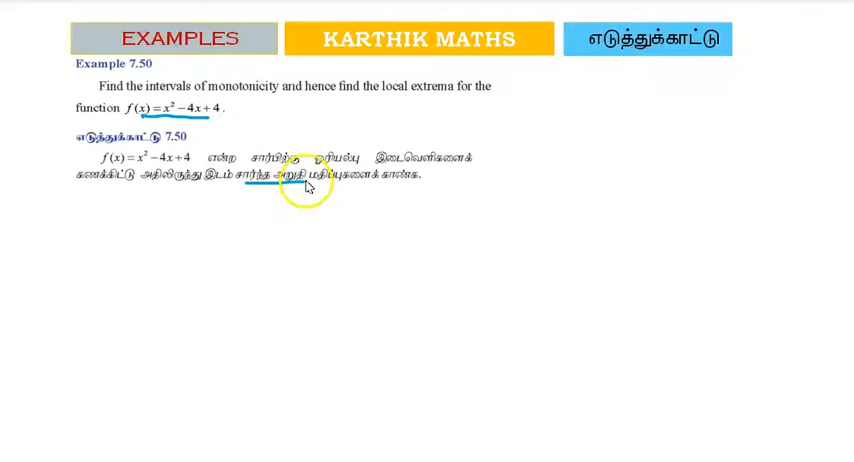 EXAMPLES
KARTHIK MATHS
எடுத்துக்காட்டு
Example 7.50
Find the intervals of monotonicity and hence find the local extrema for the
function f(x) = x² − 4x + 4 .
எடுத்துக்காட்டு 7.50
f(x) = x² − 4x + 4 என்ற சார்பிற்கு ஓரியல்பு இடைவெளிகளைக்
கணக்கிட்டு அதிலிருந்து இடம் சார்ந்த அறுதி மதிப்புகளைக் காண்க.